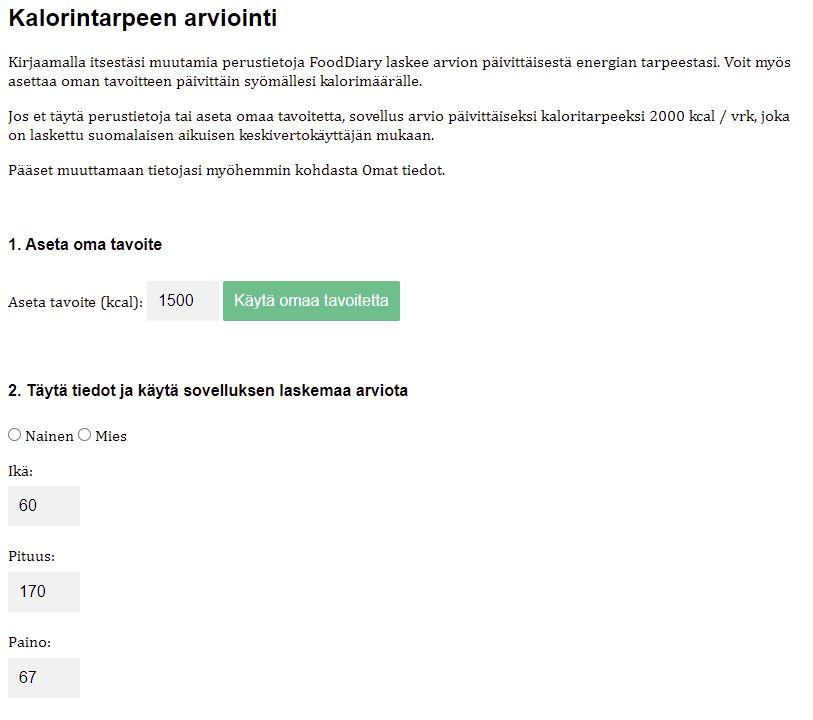 Kalorintarpeen arviointi
Kirjaamalla itsestäsi muutamia perustietoja FoodDiary laskee arvion päivittäisestä energian tarpeestasi. Voit myös
asettaa oman tavoitteen päivittäin syömällesi kalorimäärälle.
Jos et täytä perustietoja tai aseta omaa tavoitetta, sovellus arvio päivittäiseksi kaloritarpeeksi 2000 kcal / vrk, joka
on laskettu suomalaisen aikuisen keskivertokäyttäjän mukaan.
Pääset muuttamaan tietojasi myöhemmin kohdasta Omat tiedot.
1. Aseta oma tavoite
Aseta tavoite (kcal): 1500 Käytä omaa tavoitetta
2. Täytä tiedot ja käytä sovelluksen laskemaa arviota
Nainen Mies
Ikä:
60
Pituus:
170
Paino:
67